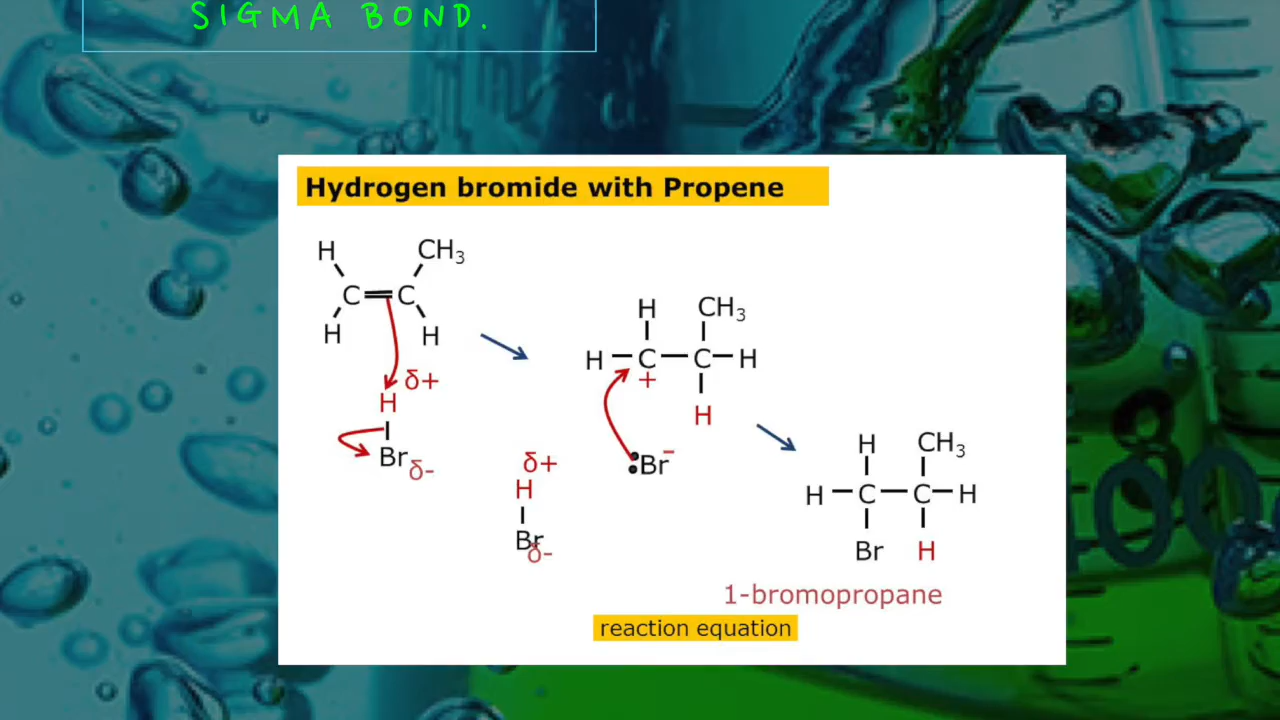 SIGMA BOND.
Hydrogen bromide with Propene
H CH₃
C=C
H H
δ+
H
Br δ-
δ+
H
Br δ-
H CH₃
H C C H
+
H
:Br⁻
H CH₃
H C C H
Br H
1-bromopropane
reaction equation